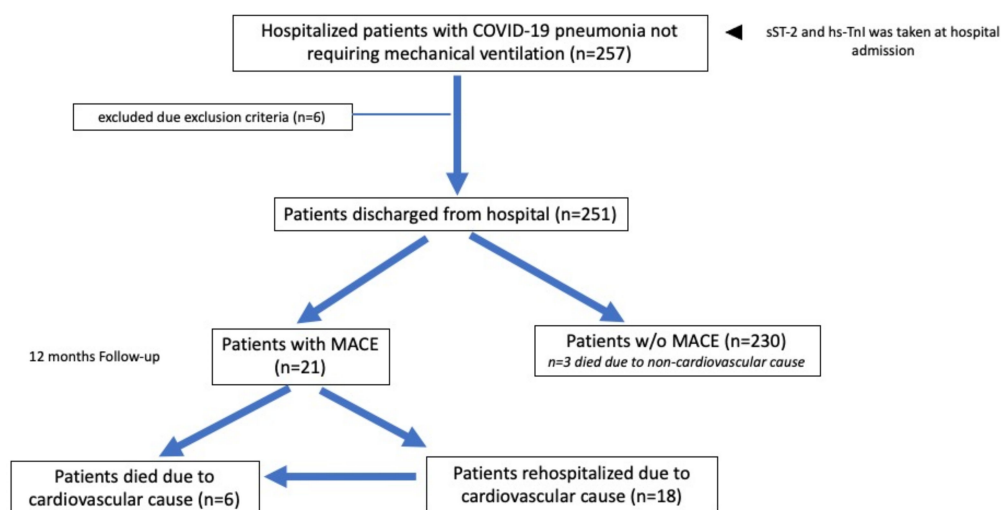 Hospitalized patients with COVID-19 pneumonia not
requiring mechanical ventilation (n=257)
sST-2 and hs-TnI was taken at hospital
admission
excluded due exclusion criteria (n=6)
Patients discharged from hospital (n=251)
Patients with MACE
(n=21)
Patients w/o MACE (n=230)
n=3 died due to non-cardiovascular cause
12 months Follow-up
Patients died due to
cardiovascular cause (n=6)
Patients rehospitalized due to
cardiovascular cause (n=18)